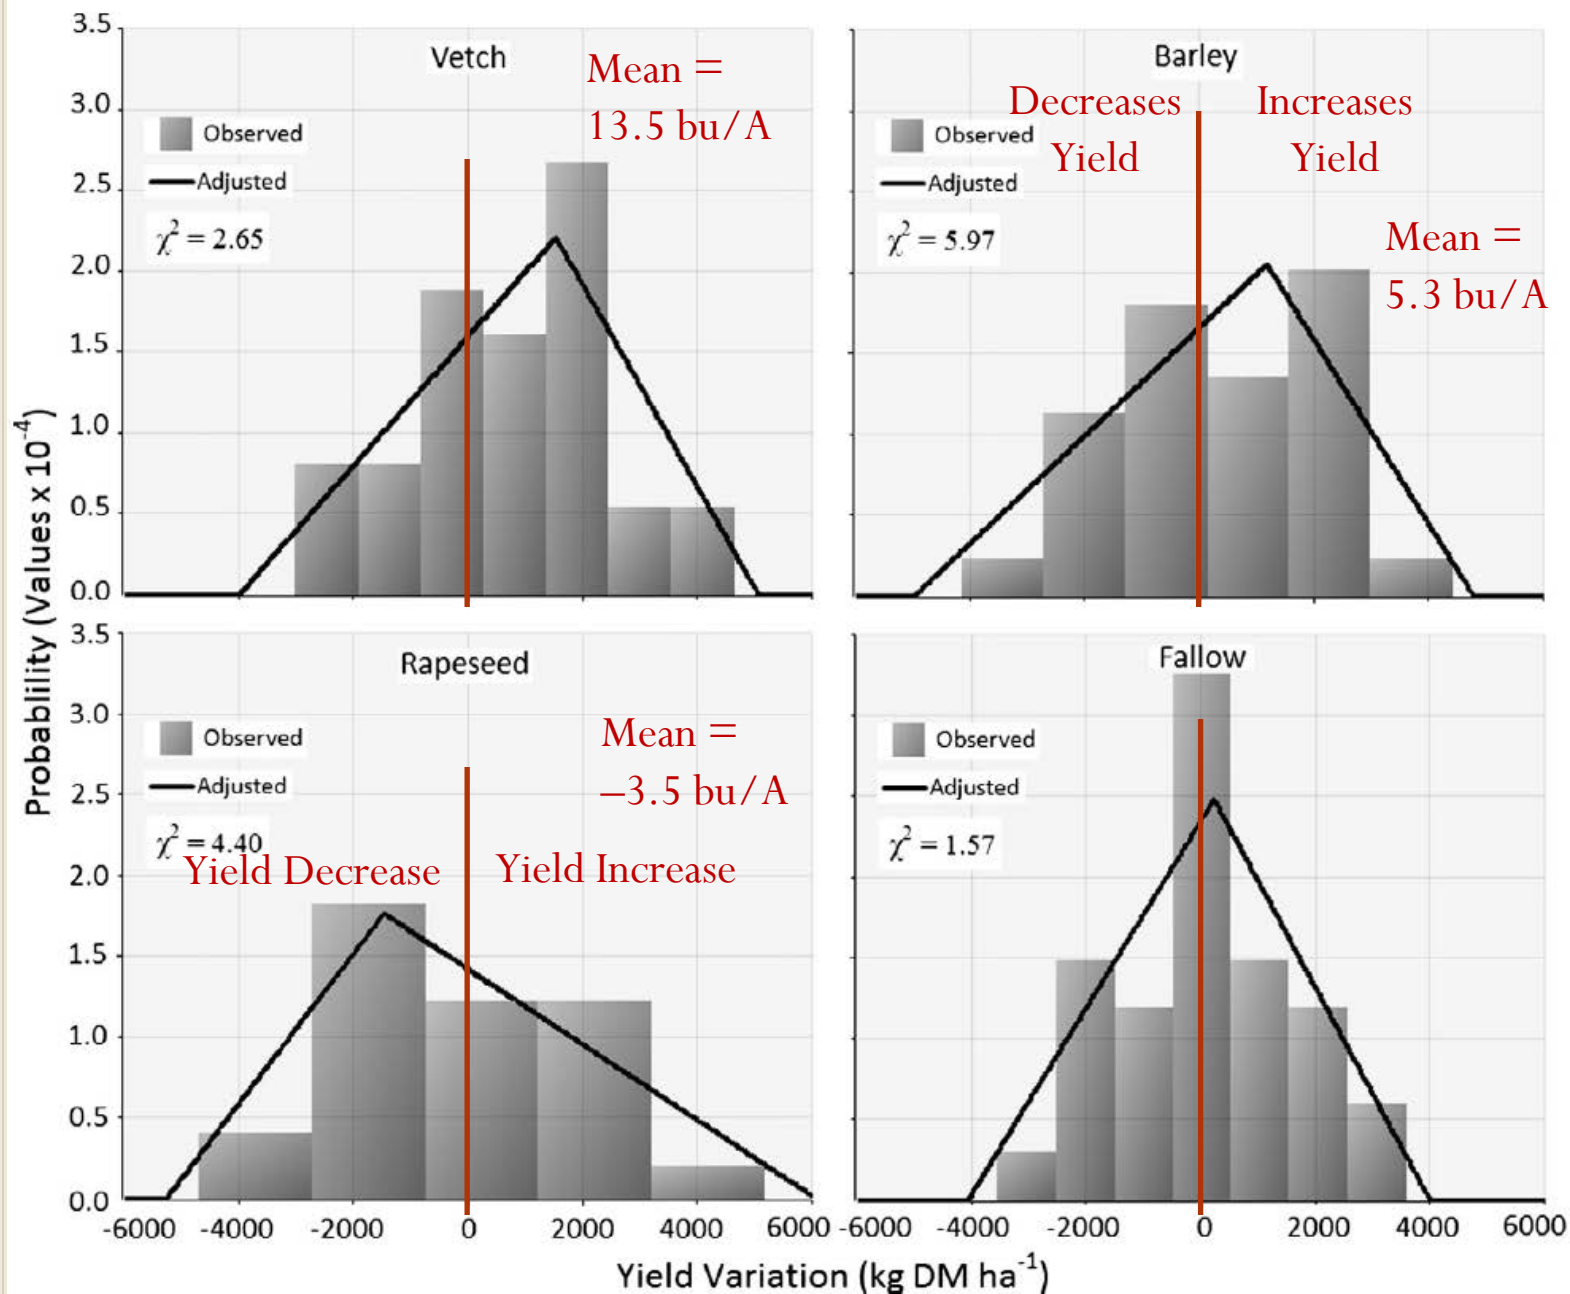 Probablility (Values x 10⁻⁴)
3.5
3.0
2.5
2.0
1.5
1.0
0.5
0.0
Vetch
Mean =
13.5 bu/A
Observed
Adjusted
χ² = 2.65
Barley
Decreases
Yield
Increases
Yield
Observed
Adjusted
χ² = 5.97
Mean =
5.3 bu/A
3.5
3.0
2.5
2.0
1.5
1.0
0.5
0.0
Rapeseed
Mean =
–3.5 bu/A
Observed
Adjusted
χ² = 4.40
Yield Decrease
Yield Increase
-6000 -4000 -2000 0 2000 4000 6000
Fallow
Observed
Adjusted
χ² = 1.57
-6000 -4000 -2000 0 2000 4000 6000
Yield Variation (kg DM ha⁻¹)